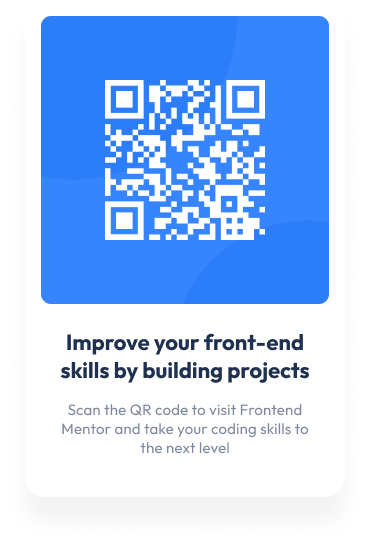 Improve your front-end
skills by building projects
Scan the QR code to visit Frontend
Mentor and take your coding skills to
the next level